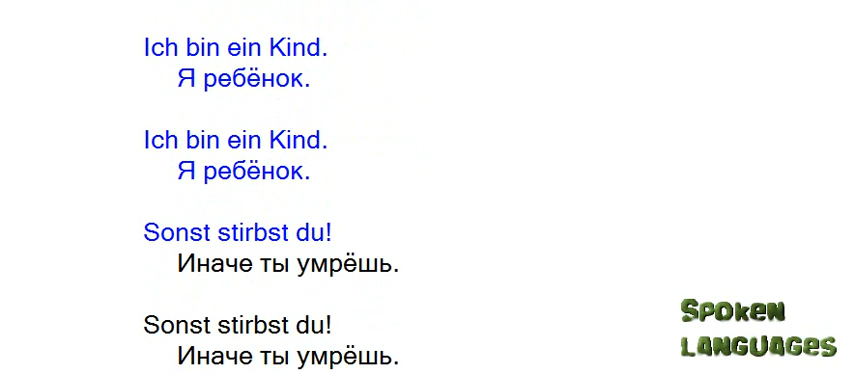 Ich bin ein Kind.
Я ребёнок.
Ich bin ein Kind.
Я ребёнок.
Sonst stirbst du!
Иначе ты умрёшь.
Sonst stirbst du!
Иначе ты умрёшь.
Spoken
Languages